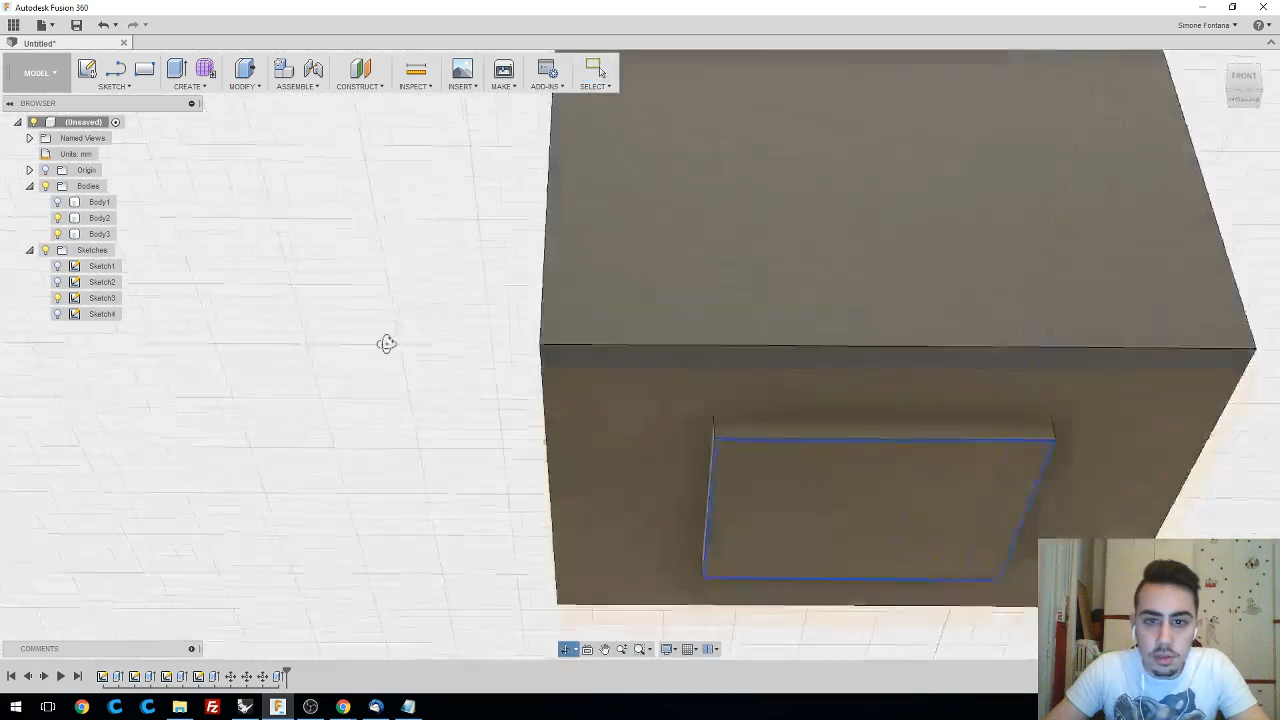 Autodesk Fusion 360
Simone Fontana
Untitled*
MODEL
SKETCH
CREATE
MODIFY
ASSEMBLE
CONSTRUCT
INSPECT
INSERT
MAKE
ADD-INS
SELECT
FRONT
BROWSER
(Unsaved)
Named Views
Units: mm
Origin
Bodies
Body1
Body2
Body3
Sketches
Sketch1
Sketch2
Sketch3
Sketch4
COMMENTS